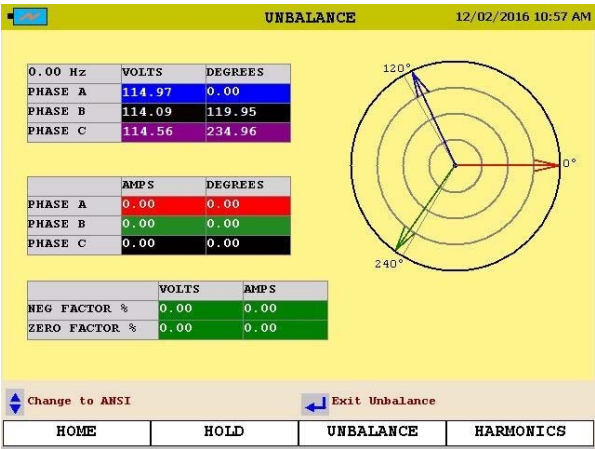 UNBALANCE 12/02/2016 10:57 AM
0.00 Hz VOLTS DEGREES
PHASE A 114.97 0.00
PHASE B 114.09 119.95
PHASE C 114.56 234.96
AMPS DEGREES
PHASE A 0.00 0.00
PHASE B 0.00 0.00
PHASE C 0.00 0.00
VOLTS AMPS
NEG FACTOR % 0.00 0.00
ZERO FACTOR % 0.00 0.00
120°
0°
240°
Change to ANSI Exit Unbalance
HOME HOLD UNBALANCE HARMONICS